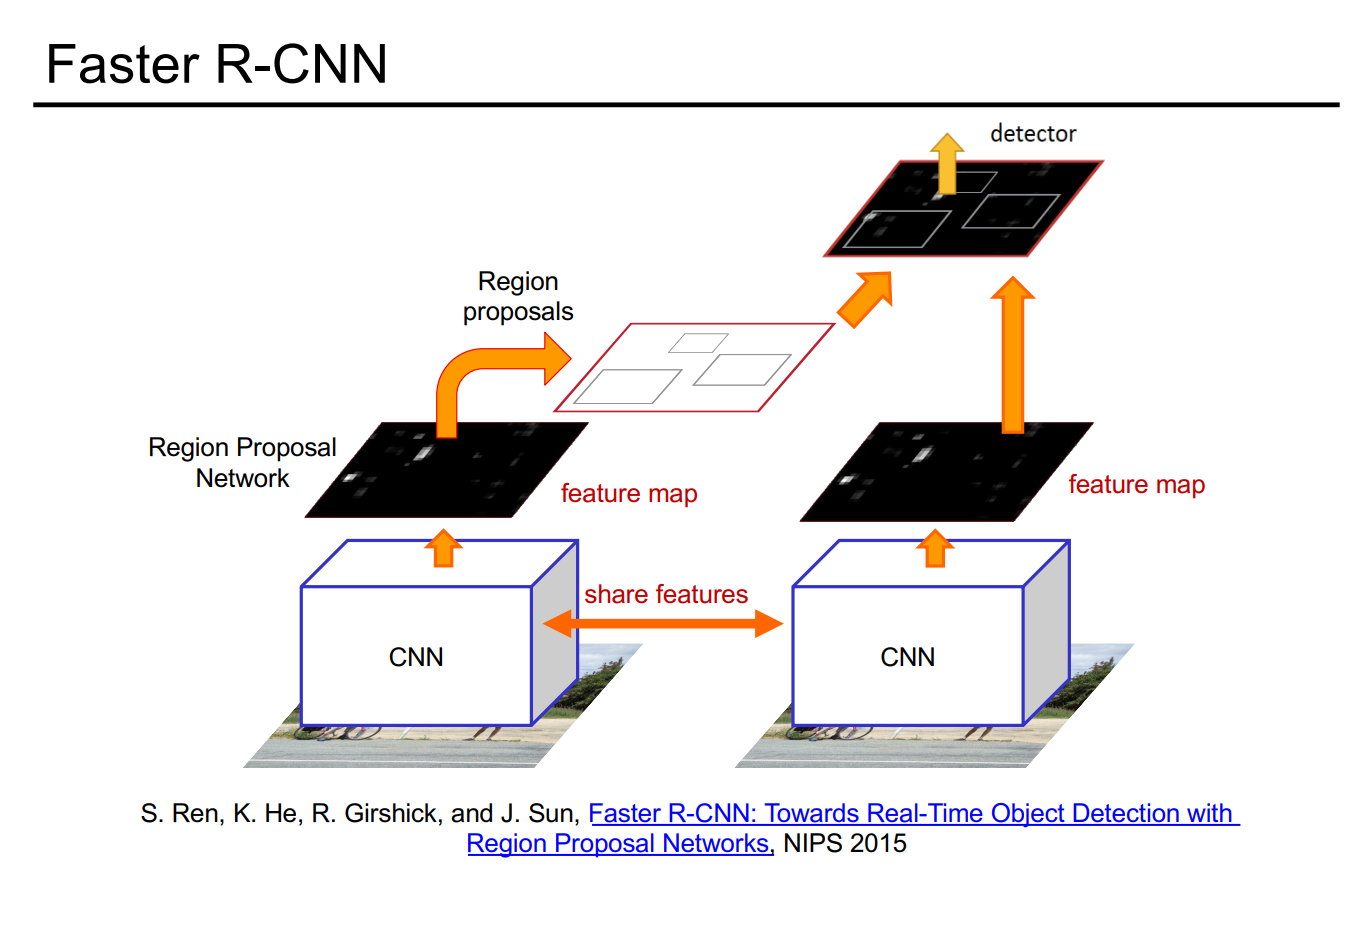 Faster R-CNN
detector
Region
proposals
Region Proposal
Network
feature map
feature map
share features
CNN
CNN
S. Ren, K. He, R. Girshick, and J. Sun, Faster R-CNN: Towards Real-Time Object Detection with
Region Proposal Networks, NIPS 2015